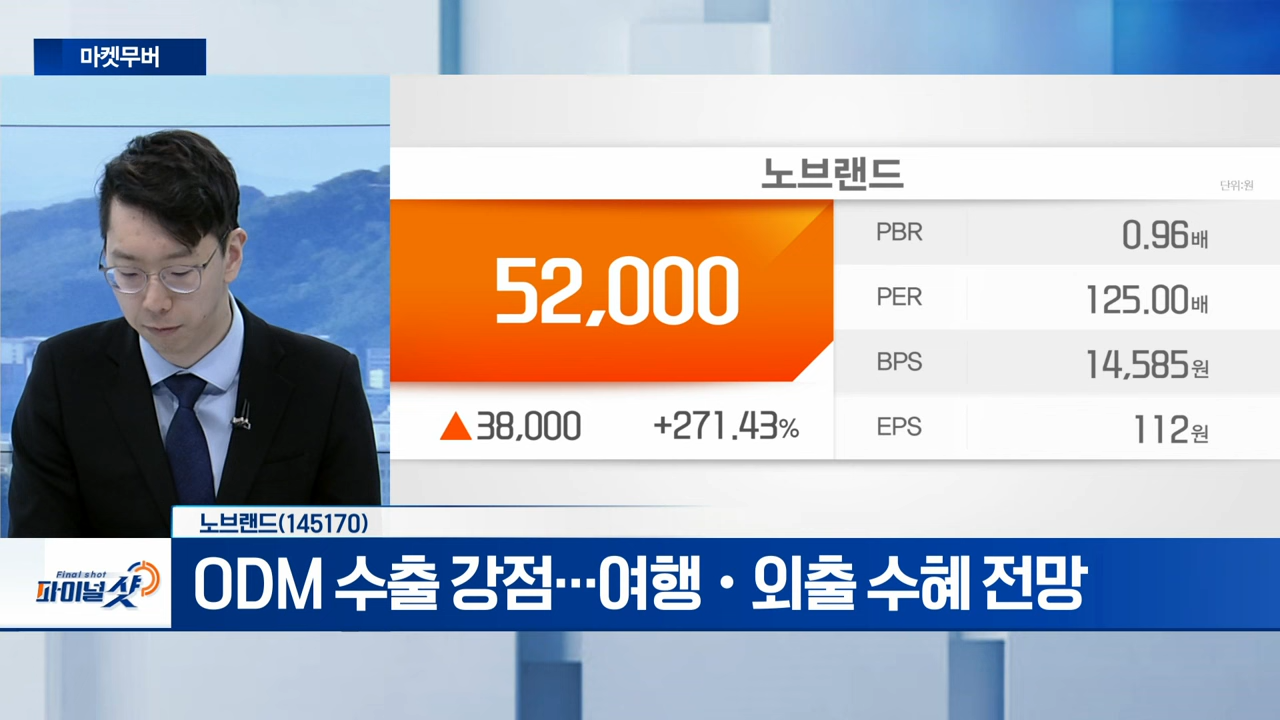 마켓무버
노브랜드
단위:원
52,000
▲38,000 +271.43%
PBR 0.96배
PER 125.00배
BPS 14,585원
EPS 112원
노브랜드(145170)
Final shot
파이널샷
ODM 수출 강점…여행·외출 수혜 전망